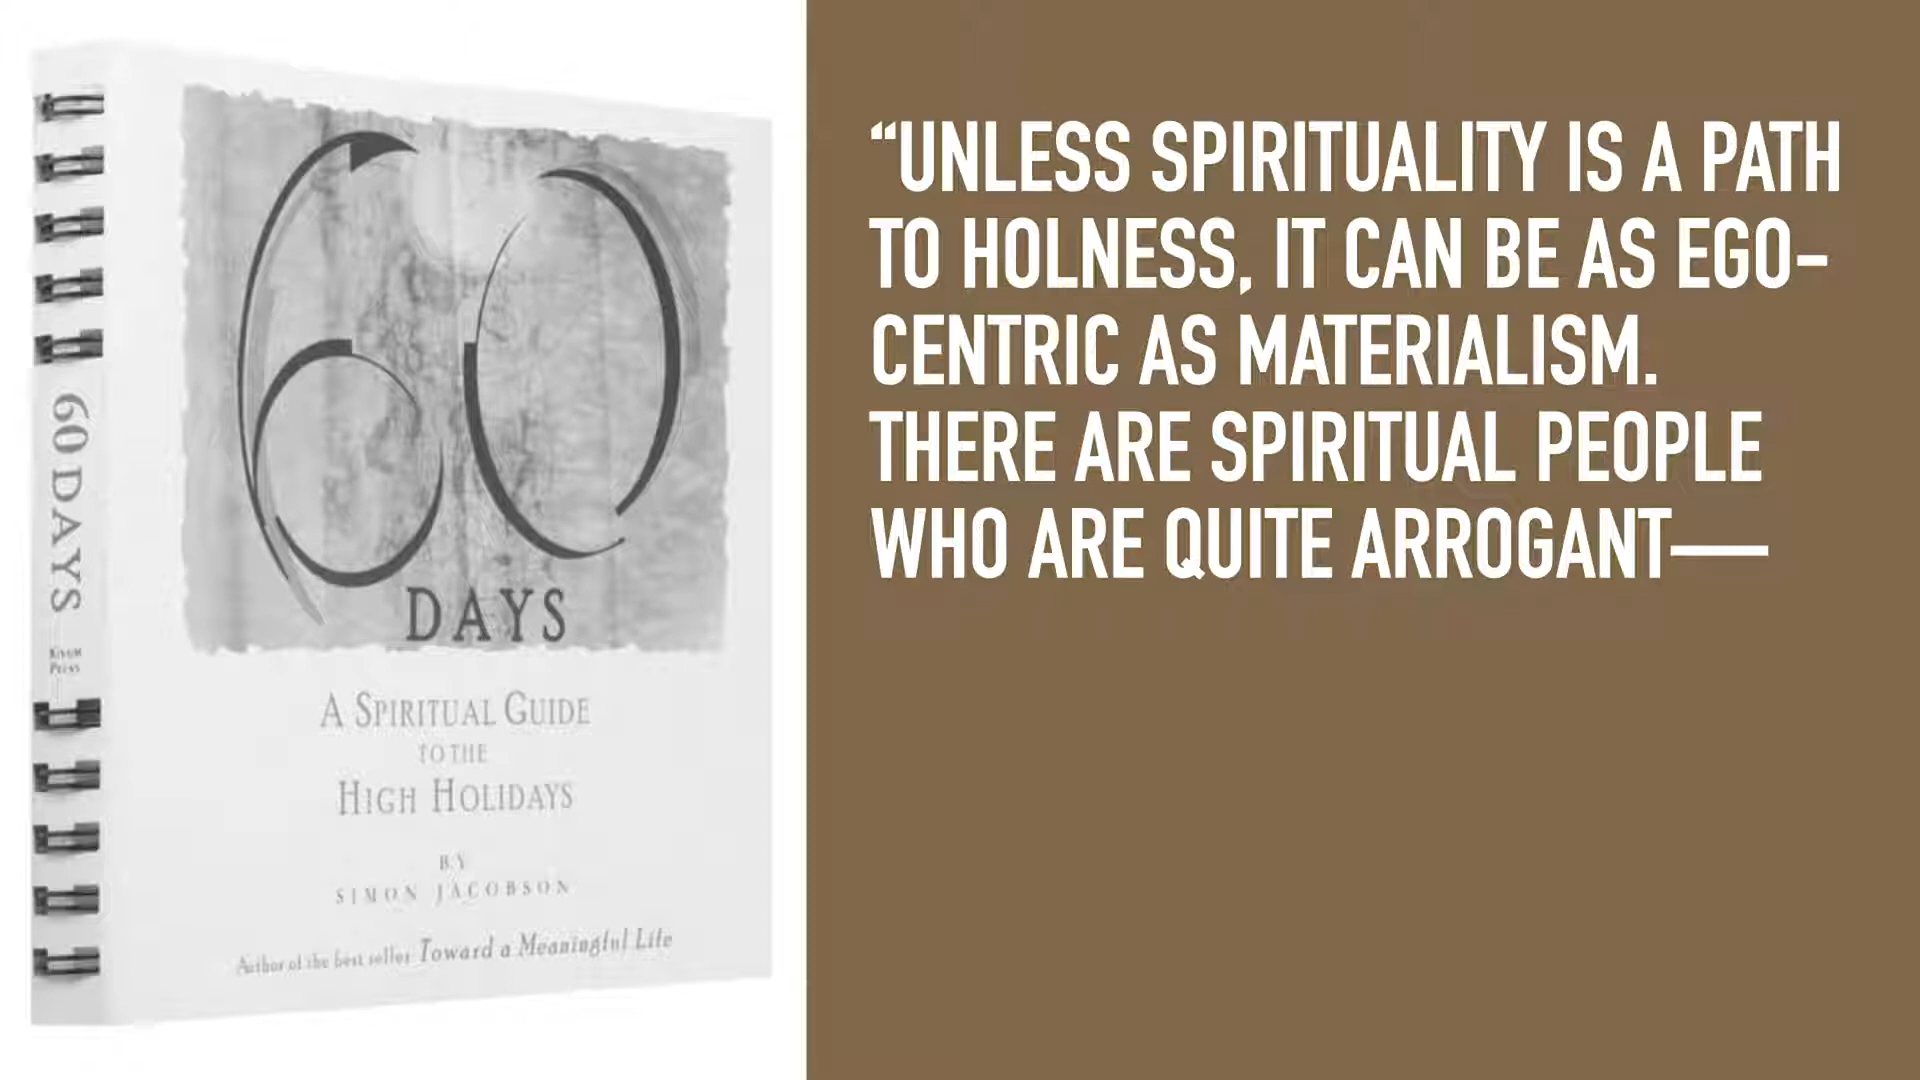 60
DAYS
A SPIRITUAL GUIDE
TO THE
HIGH HOLIDAYS
BY
SIMON JACOBSON
Author of the best seller Toward a Meaningful Life
60 DAYS
KIYUM
PRESS
“UNLESS SPIRITUALITY IS A PATH
TO HOLNESS, IT CAN BE AS EGO-
CENTRIC AS MATERIALISM.
THERE ARE SPIRITUAL PEOPLE
WHO ARE QUITE ARROGANT—